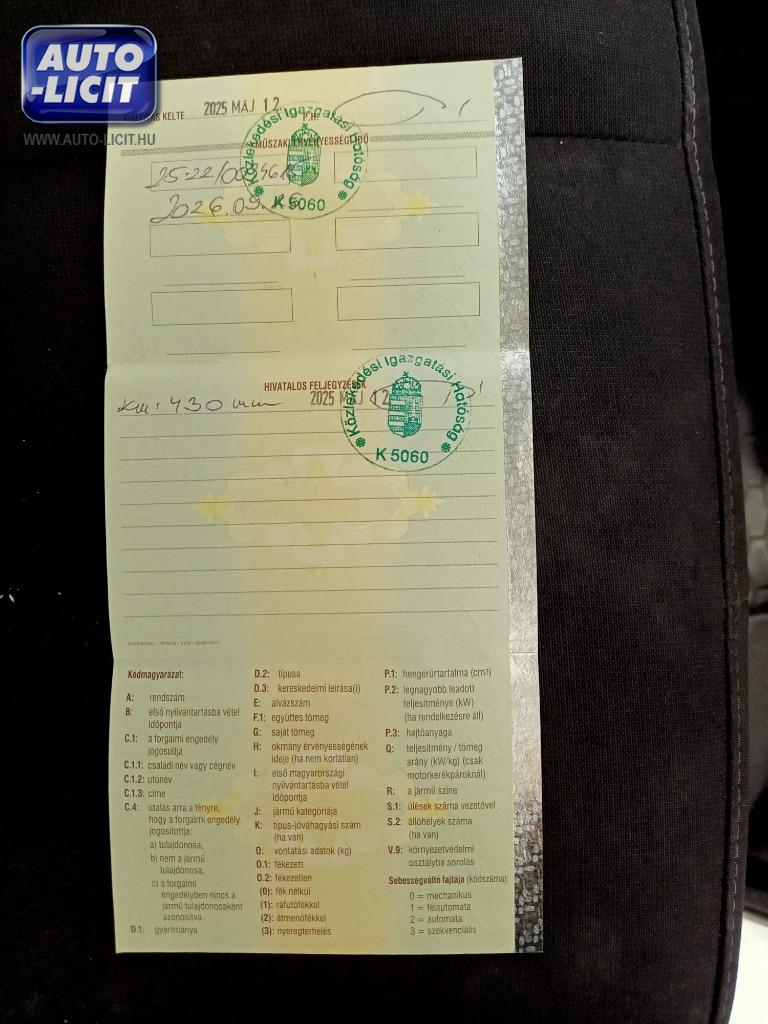 AUTO
-LICIT
WWW.AUTO-LICIT.HU
KELTE 2025 MÁJ 12. P.H.
Közlekedési Igazgatási Hatóság
K 5060
MŰSZAKI ÉRVÉNYESSÉGI IDŐ
2026.09.
HIVATALOS FELJEGYZÉSEK
2025 MÁJ 12
Közlekedési Igazgatási Hatóság
K 5060
Km: 430
Kódmagyarázat:
A: rendszám
B: első nyilvántartásba vétel
időpontja
C.1: a forgalmi engedély
jogosultja
C.1.1: családi név vagy cégnév
C.1.2: utónév
C.1.3: címe
C.4: utalás arra a tényre,
hogy a forgalmi engedély
jogosítottja:
a) tulajdonosa,
b) nem a jármű
tulajdonosa,
c) a forgalmi
engedélyben nincs a
jármű tulajdonosaként
azonosítva
D.1: gyártmánya
D.2: típusa
D.3: kereskedelmi leírása(i)
E: alvázszám
F.1: együttes tömeg
G: saját tömeg
H: okmány érvényességének
ideje (ha nem korlátlan)
I: első magyarországi
nyilvántartásba vétel
időpontja
J: jármű kategóriája
K: típus-jóváhagyási szám
(ha van)
O: vontatási adatok (kg)
O.1: fékezett
O.2: fékezetlen
(0): fék nélkül
(1): ráfutófékkel
(2): átmenőfékkel
(3): nyeregterhelés
P.1: hengerűrtartalma (cm³)
P.2: legnagyobb leadott
teljesítménye (kW)
(ha rendelkezésre áll)
P.3: hajtóanyaga
Q: teljesítmény / tömeg
arány (kW/kg) (csak
motorkerékpároknál)
R: a jármű színe
S.1: ülések száma vezetővel
S.2: állóhelyek száma
(ha van)
V.9: környezetvédelmi
osztályba sorolás
Sebességváltó fajtája (kódszáma):
0 = mechanikus
1 = félautomata
2 = automata
3 = szekvenciális